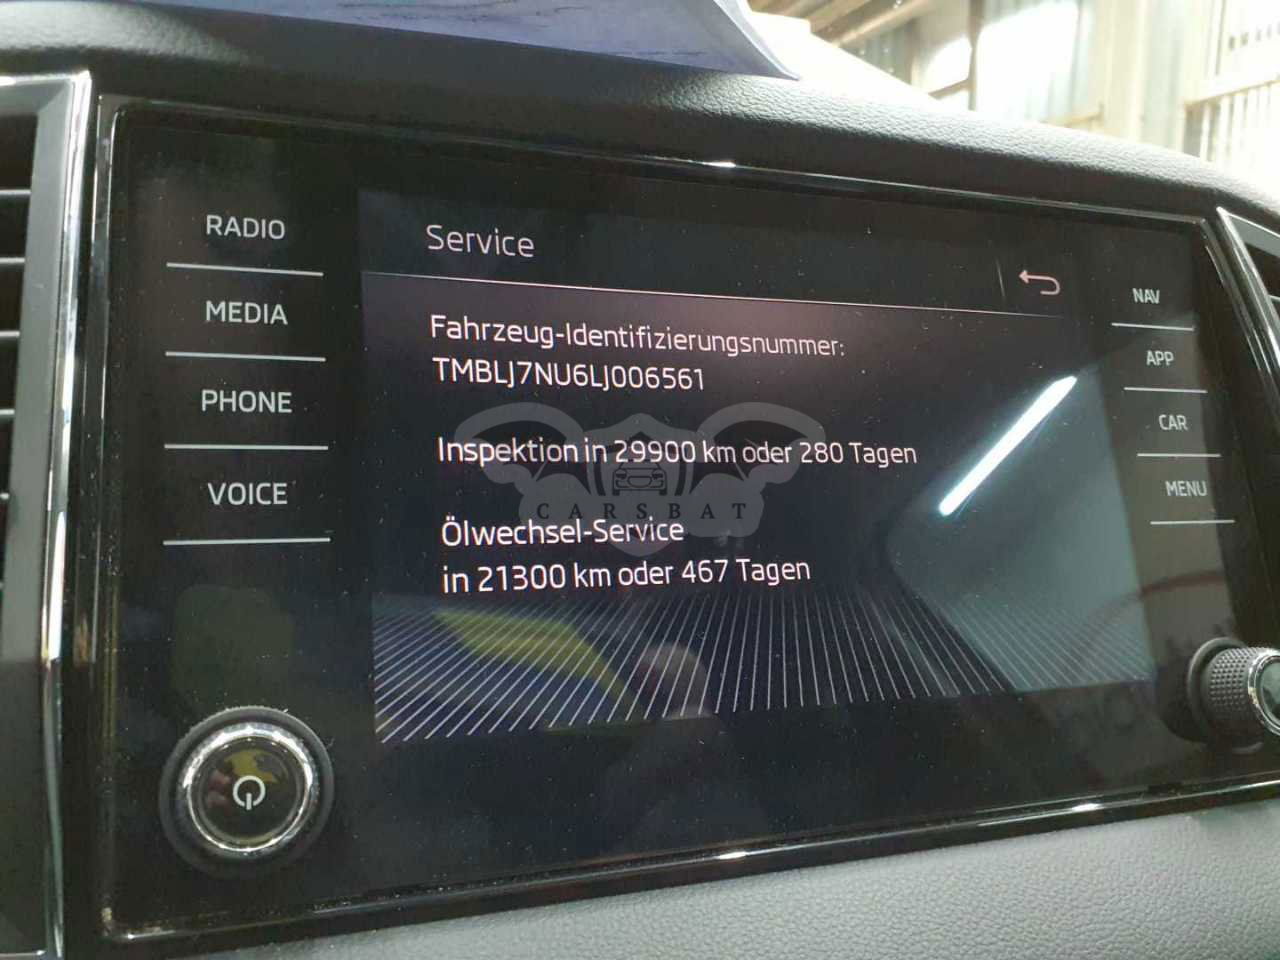 RADIO
MEDIA
PHONE
VOICE
Service
Fahrzeug-Identifizierungsnummer:
TMBLJ7NU6LJ006561
Inspektion in 29900 km oder 280 Tagen
CARSBAT
Ölwechsel-Service
in 21300 km oder 467 Tagen
NAV
APP
CAR
MENU